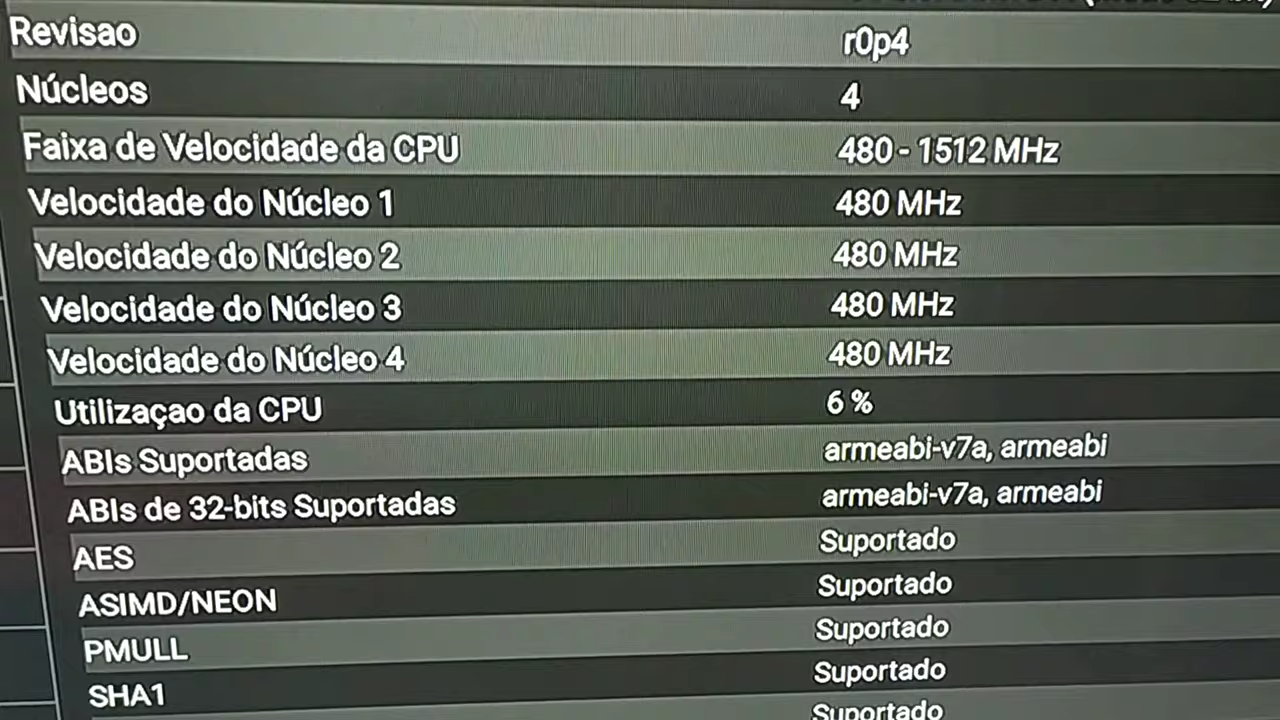 Revisao r0p4
Núcleos 4
Faixa de Velocidade da CPU 480 - 1512 MHz
Velocidade do Núcleo 1 480 MHz
Velocidade do Núcleo 2 480 MHz
Velocidade do Núcleo 3 480 MHz
Velocidade do Núcleo 4 480 MHz
Utilizaçao da CPU 6 %
ABIs Suportadas armeabi-v7a, armeabi
ABIs de 32-bits Suportadas armeabi-v7a, armeabi
AES Suportado
ASIMD/NEON Suportado
PMULL Suportado
SHA1 Suportado
Suportado